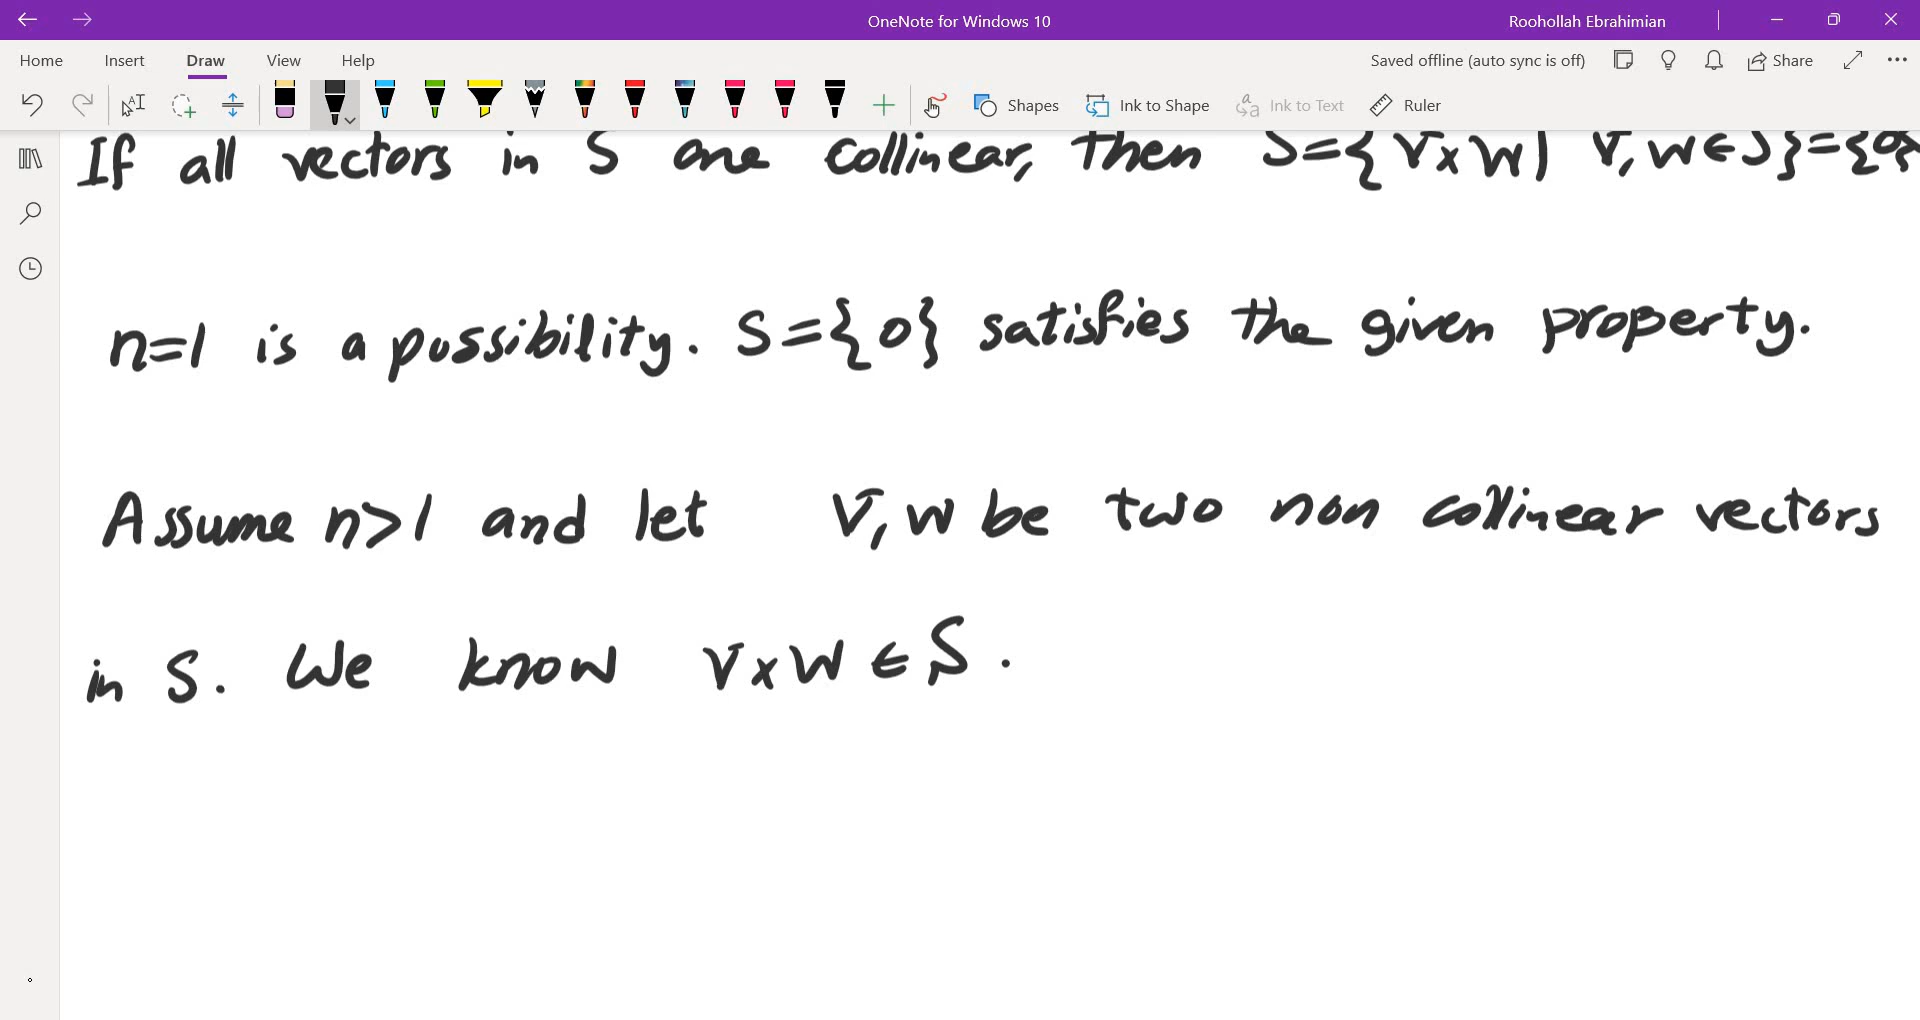 OneNote for Windows 10
Roohollah Ebrahimian
Home Insert Draw View Help
Saved offline (auto sync is off) Share
Shapes Ink to Shape Ink to Text Ruler
If all vectors in S are collinear, then S={v×w| v,w∈S}={0}
n=1 is a possibility. S={0} satisfies the given property.
Assume n>1 and let v,w be two non collinear vectors
in S. We know v×w ∈ S.